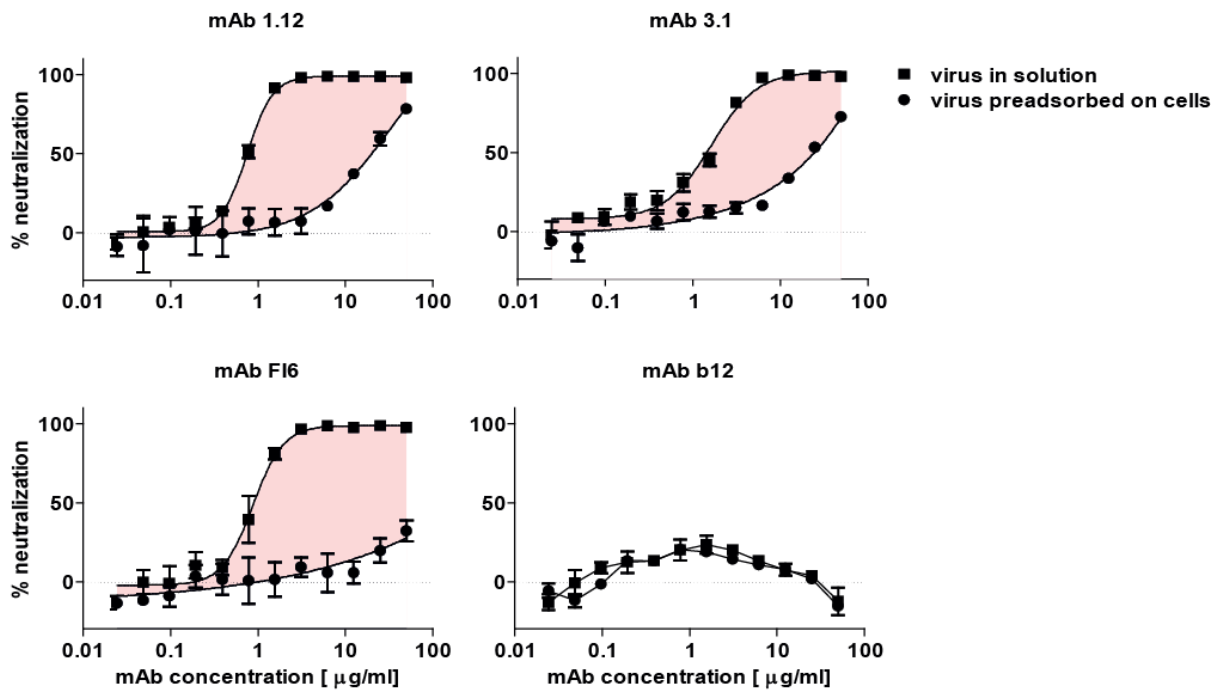 mAb 1.12
mAb 3.1
% neutralization
100
50
0
0.01 0.1 1 10 100
100
50
0
0.01 0.1 1 10 100
virus in solution
virus preadsorbed on cells
mAb FI6
mAb b12
% neutralization
100
50
0
0.01 0.1 1 10 100
mAb concentration [ μg/ml]
100
50
0
0.01 0.1 1 10 100
mAb concentration [ μg/ml]